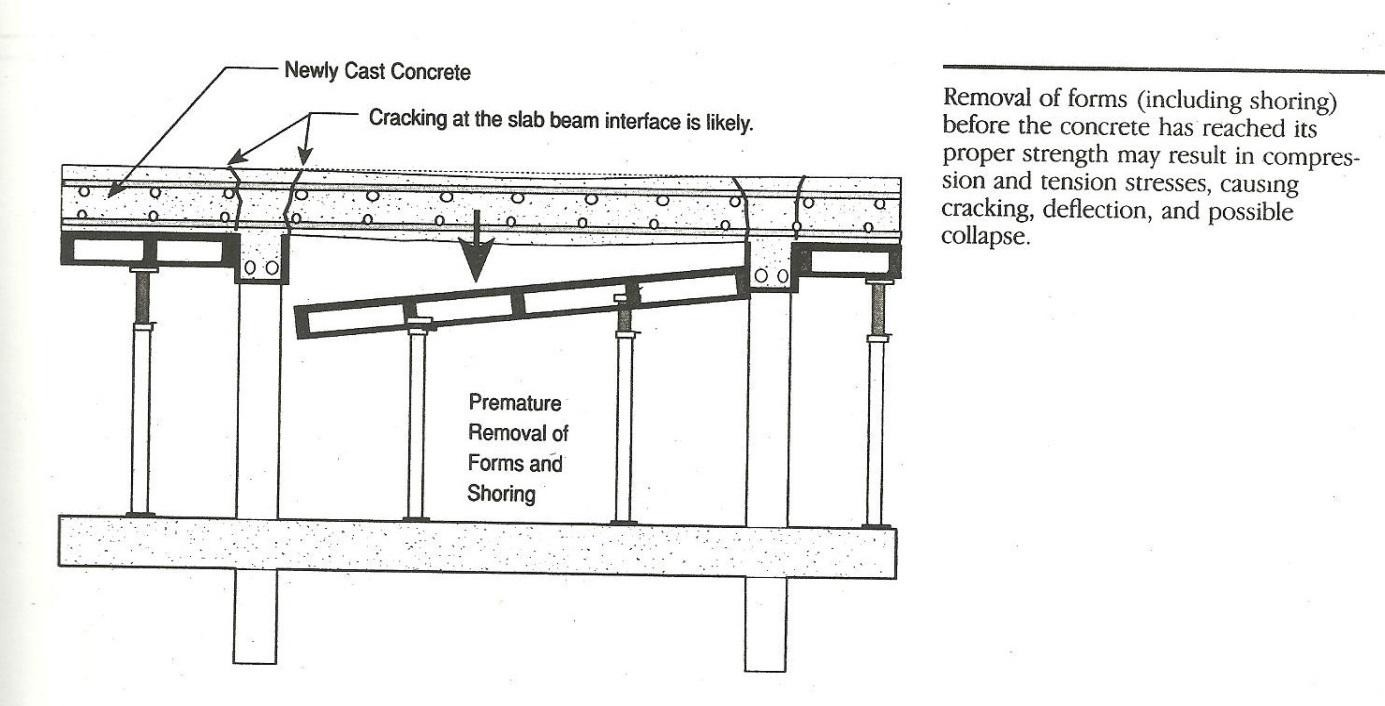 Newly Cast Concrete
Cracking at the slab beam interface is likely.
Premature
Removal of
Forms and
Shoring
Removal of forms (including shoring)
before the concrete has reached its
proper strength may result in compres-
sion and tension stresses, causing
cracking, deflection, and possible
collapse.